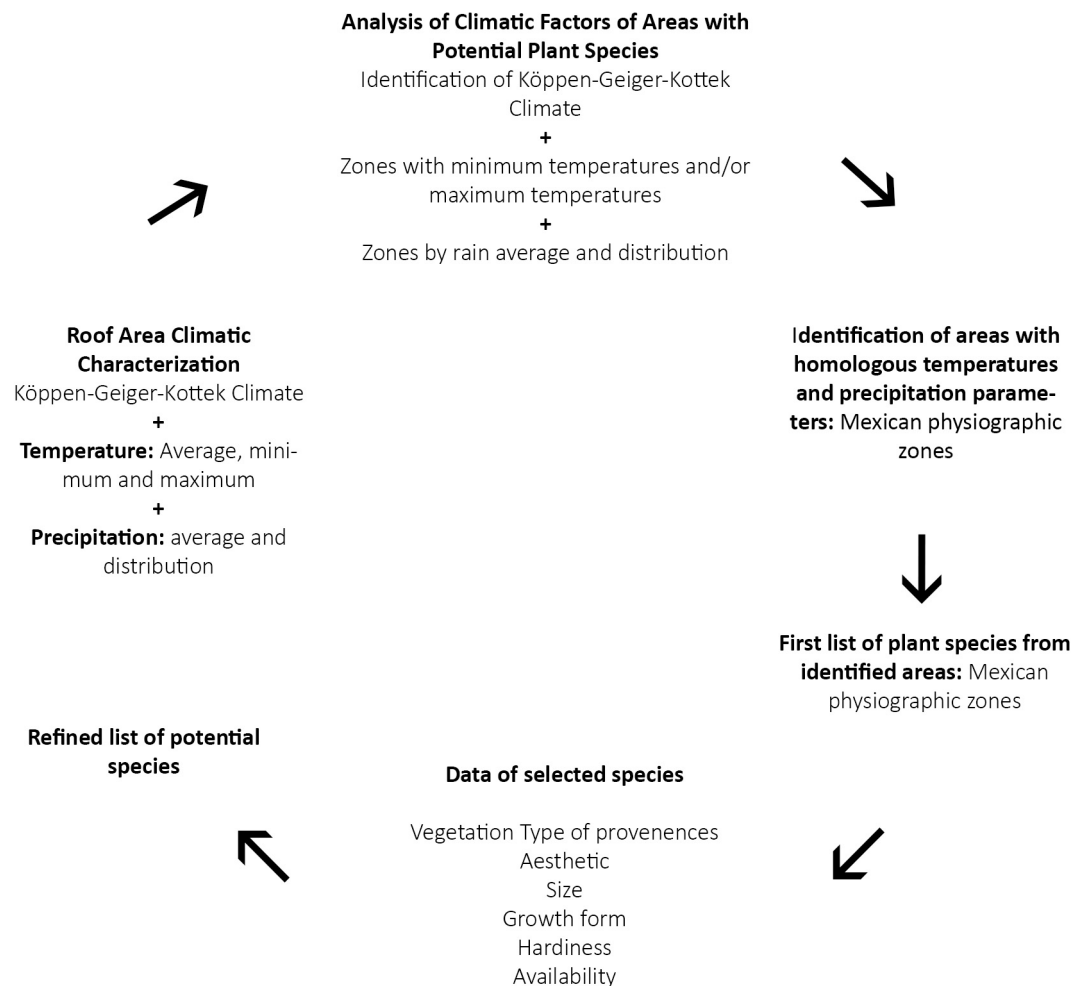 Analysis of Climatic Factors of Areas with
Potential Plant Species
Identification of Köppen-Geiger-Kottek
Climate
+
Zones with minimum temperatures and/or
maximum temperatures
+
Zones by rain average and distribution
Roof Area Climatic
Characterization
Köppen-Geiger-Kottek Climate
+
Temperature: Average, mini-
mum and maximum
+
Precipitation: average and
distribution
Identification of areas with
homologous temperatures
and precipitation parame-
ters: Mexican physiographic
zones
First list of plant species from
identified areas: Mexican
physiographic zones
Data of selected species
Vegetation Type of provenences
Aesthetic
Size
Growth form
Hardiness
Availability
Refined list of potential
species